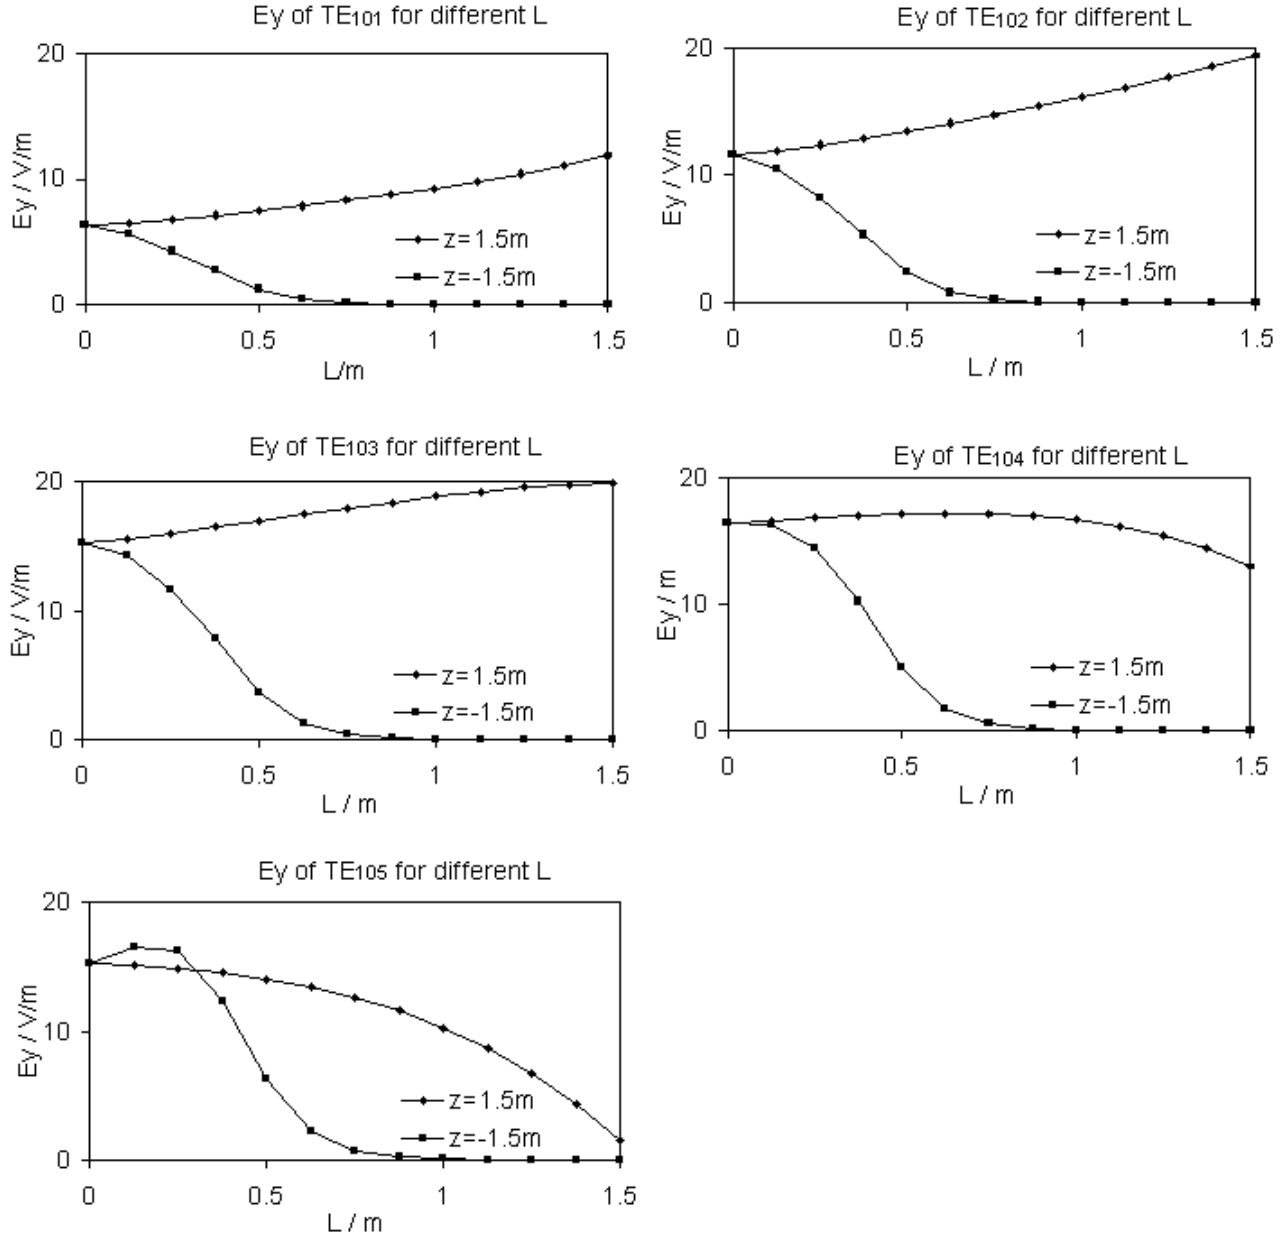 Ey of TE101 for different L
20
10
0
Ey / V/m
z=1.5m
z=-1.5m
0 0.5 1 1.5
L/m
Ey of TE102 for different L
20
10
0
Ey / V/m
z=1.5m
z=-1.5m
0 0.5 1 1.5
L / m
Ey of TE103 for different L
20
10
0
Ey / V/m
z=1.5m
z=-1.5m
0 0.5 1 1.5
L / m
Ey of TE104 for different L
20
10
0
Ey / m
z=1.5m
z=-1.5m
0 0.5 1 1.5
L / m
Ey of TE105 for different L
20
10
0
Ey / V/m
z=1.5m
z=-1.5m
0 0.5 1 1.5
L / m